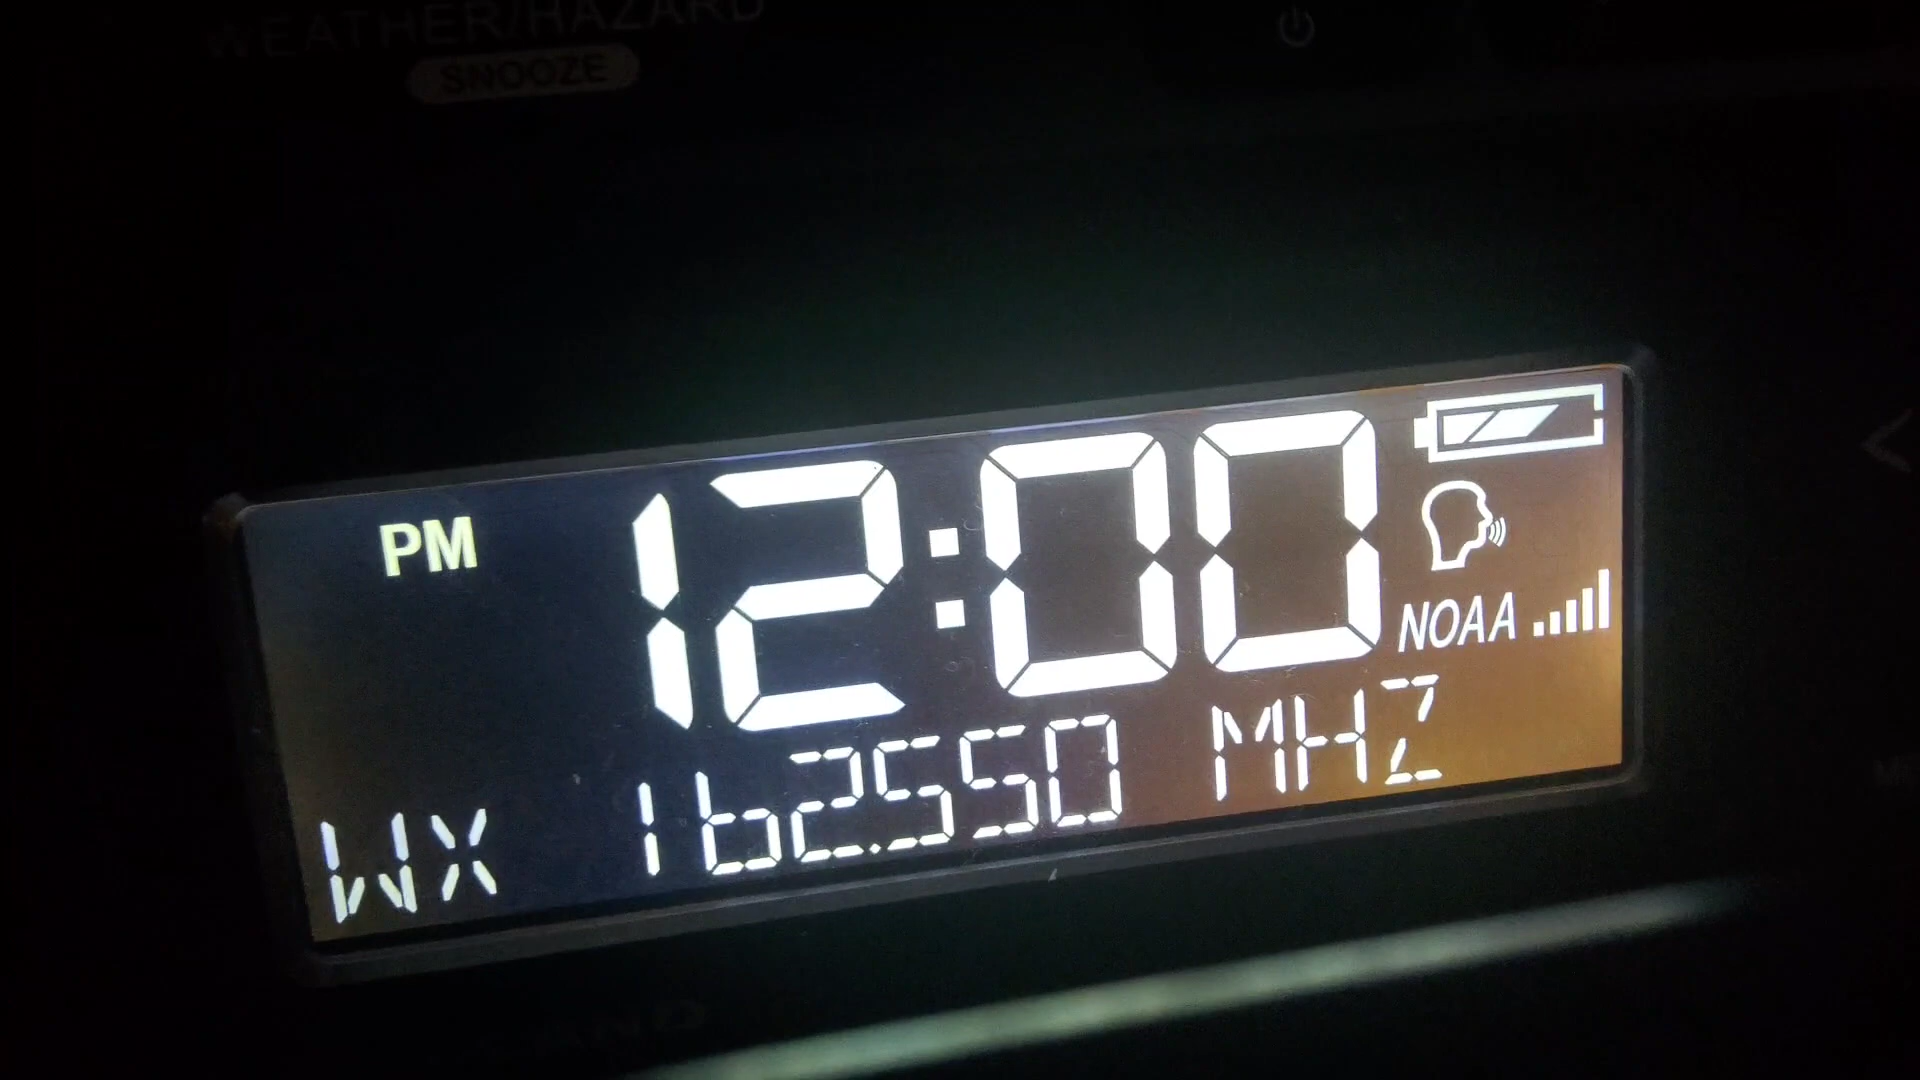 WEATHER/HAZARD
SNOOZE
PM 12:00
NOAA
WX 162.550 MHZ